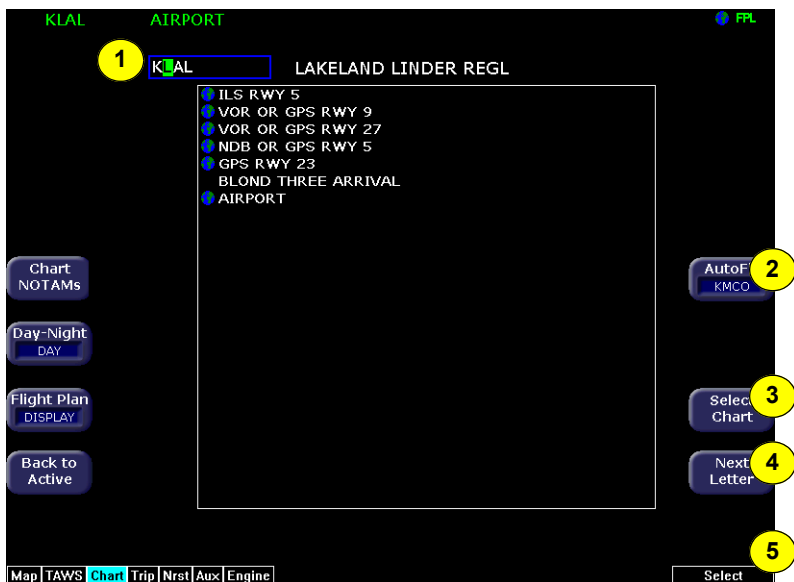 KLAL AIRPORT FPL
1 KLAL LAKELAND LINDER REGL
ILS RWY 5
VOR OR GPS RWY 9
VOR OR GPS RWY 27
NDB OR GPS RWY 5
GPS RWY 23
BLOND THREE ARRIVAL
AIRPORT
Chart
NOTAMs
AutoF 2
KMCO
Day-Night
DAY
Flight Plan
DISPLAY
Selec 3
Chart
Back to
Active
Next 4
Letter
5
Map TAWS Chart Trip Nrst Aux Engine Select